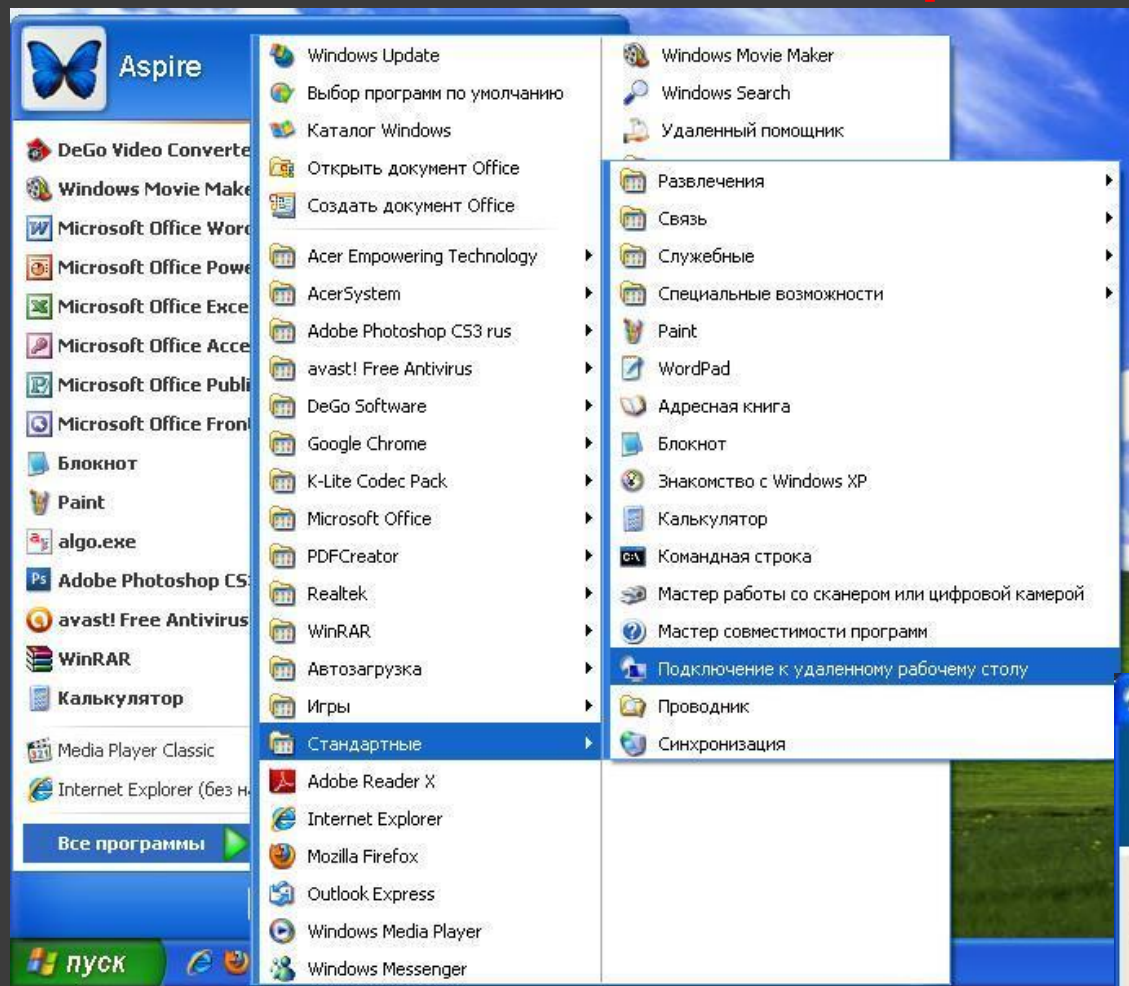 Aspire
DeGo Video Converte
Windows Movie Make
Microsoft Office Word
Microsoft Office Powe
Microsoft Office Exce
Microsoft Office Acce
Microsoft Office Publi
Microsoft Office Fron
Блокнот
Paint
algo.exe
Adobe Photoshop CS
avast! Free Antivirus
WinRAR
Калькулятор
Media Player Classic
Internet Explorer (без н
Все программы
пуск
Windows Update
Выбор программ по умолчанию
Каталог Windows
Открыть документ Office
Создать документ Office
Acer Empowering Technology
AcerSystem
Adobe Photoshop CS3 rus
avast! Free Antivirus
DeGo Software
Google Chrome
K-Lite Codec Pack
Microsoft Office
PDFCreator
Realtek
WinRAR
Автозагрузка
Игры
Стандартные
Adobe Reader X
Internet Explorer
Mozilla Firefox
Outlook Express
Windows Media Player
Windows Messenger
Windows Movie Maker
Windows Search
Удаленный помощник
Развлечения
Связь
Служебные
Специальные возможности
Paint
WordPad
Адресная книга
Блокнот
Знакомство с Windows XP
Калькулятор
Командная строка
Мастер работы со сканером или цифровой камерой
Мастер совместимости программ
Подключение к удаленному рабочему столу
Проводник
Синхронизация